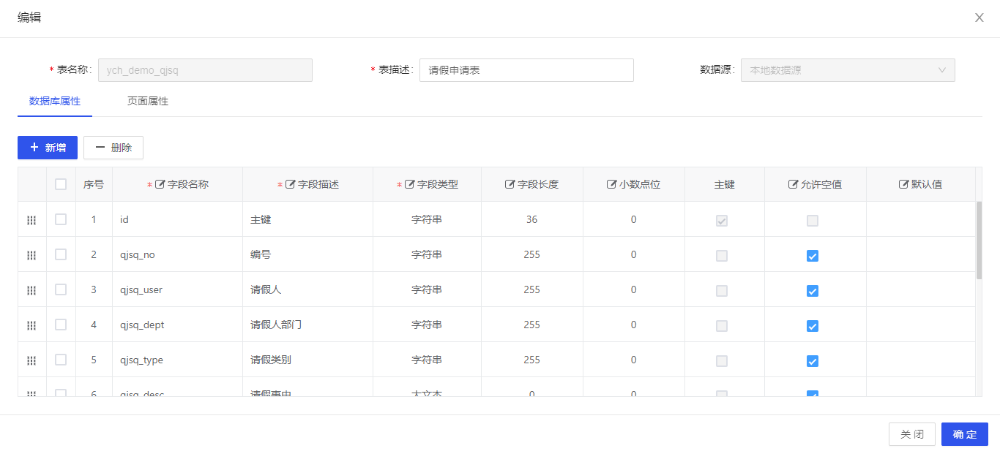 编辑
* 表名称: ych_demo_qjsq * 表描述: 请假申请表 数据源: 本地数据源
数据库属性 页面属性
+ 新增 — 删除
序号 * 字段名称 * 字段描述 * 字段类型 字段长度 小数点位 主键 允许空值 默认值
1 id 主键 字符串 36 0
2 qjsq_no 编号 字符串 255 0
3 qjsq_user 请假人 字符串 255 0
4 qjsq_dept 请假人部门 字符串 255 0
5 qjsq_type 请假类别 字符串 255 0
6 qjsq_desc 请假事由 大文本 0 0
关 闭 确 定